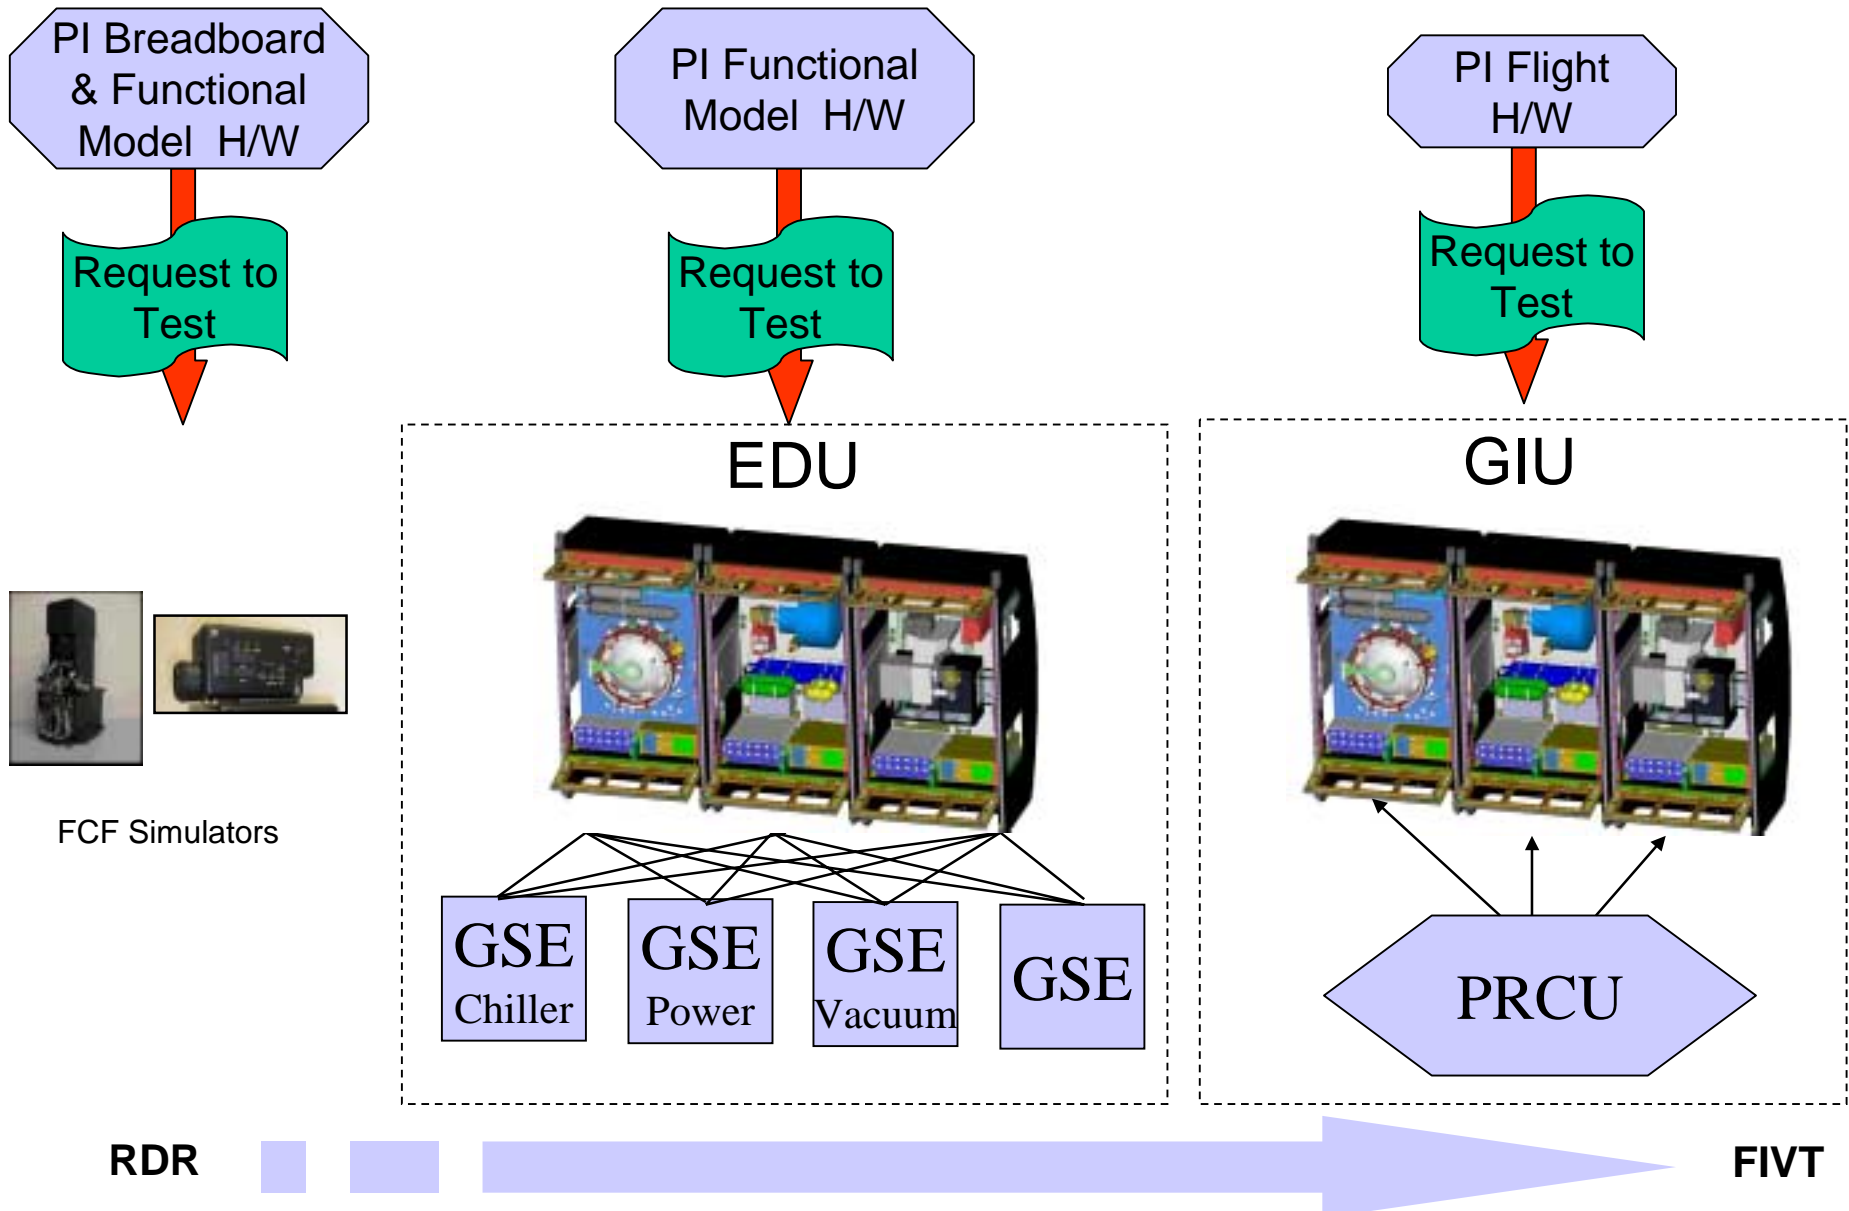 PI Breadboard
& Functional
Model H/W
PI Functional
Model H/W
PI Flight
H/W
Request to
Test
Request to
Test
Request to
Test
EDU
GIU
FCF Simulators
GSE
Chiller
GSE
Power
GSE
Vacuum
GSE
PRCU
RDR
FIVT